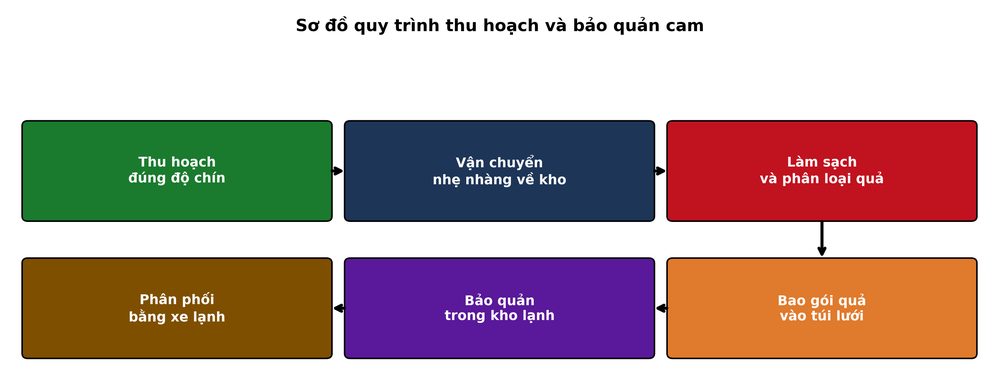 Sơ đồ quy trình thu hoạch và bảo quản cam
Thu hoạch
đúng độ chín
Vận chuyển
nhẹ nhàng về kho
Làm sạch
và phân loại quả
Bao gói quả
vào túi lưới
Bảo quản
trong kho lạnh
Phân phối
bằng xe lạnh